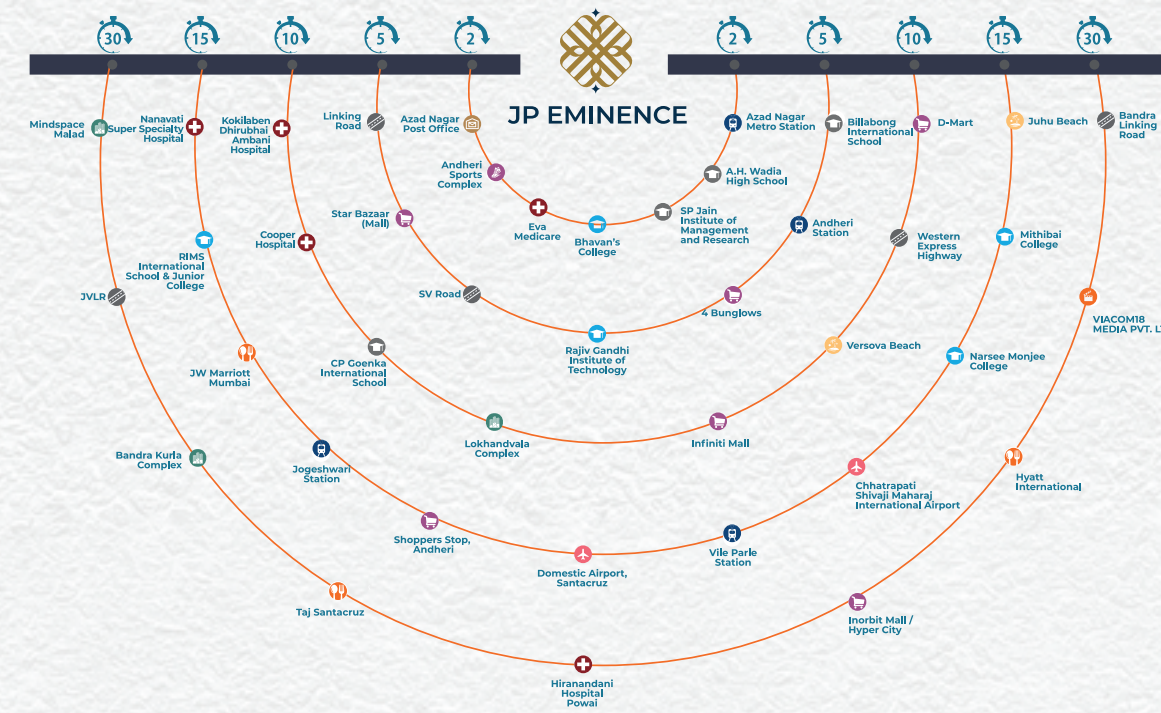 30
15
10
5
2
2
5
10
15
30
JP EMINENCE
Mindspace
Malad
Super
Nanavati
Specialty
Hospital
Kokilaben
Dhirubhai
Ambani
Hospital
Linking
Road
Azad Nagar
Post Office
Azad Nagar
Metro Station
Billabong
International
School
D-Mart
Juhu Beach
Bandra
Linking
Road
Andheri
Sports
Complex
A.H. Wadia
High School
Star Bazaar
(Mall)
Eva
Medicare
Bhavan's
College
SP Jain
Institute of
Management
and Research
Andheri
Station
Cooper
Hospital
Western
Express
Highway
Mithibai
College
RIMS
International
School & Junior
College
JVLR
SV Road
4 Bunglows
VIACOM18
MEDIA PVT.
Rajiv Gandhi
Institute of
Technology
Versova Beach
JW Marriott
Mumbai
CP Goenka
International
School
Narsee Monjee
College
Lokhandvala
Complex
Infiniti Mall
Bandra Kurla
Complex
Jogeshwari
Station
Chhatrapati
Shivaji Maharaj
International Airport
Hyatt
International
Shoppers Stop,
Andheri
Domestic Airport,
Santacruz
Vile Parle
Station
Taj Santacruz
Inorbit Mall /
Hyper City
Hiranandani
Hospital
Powai